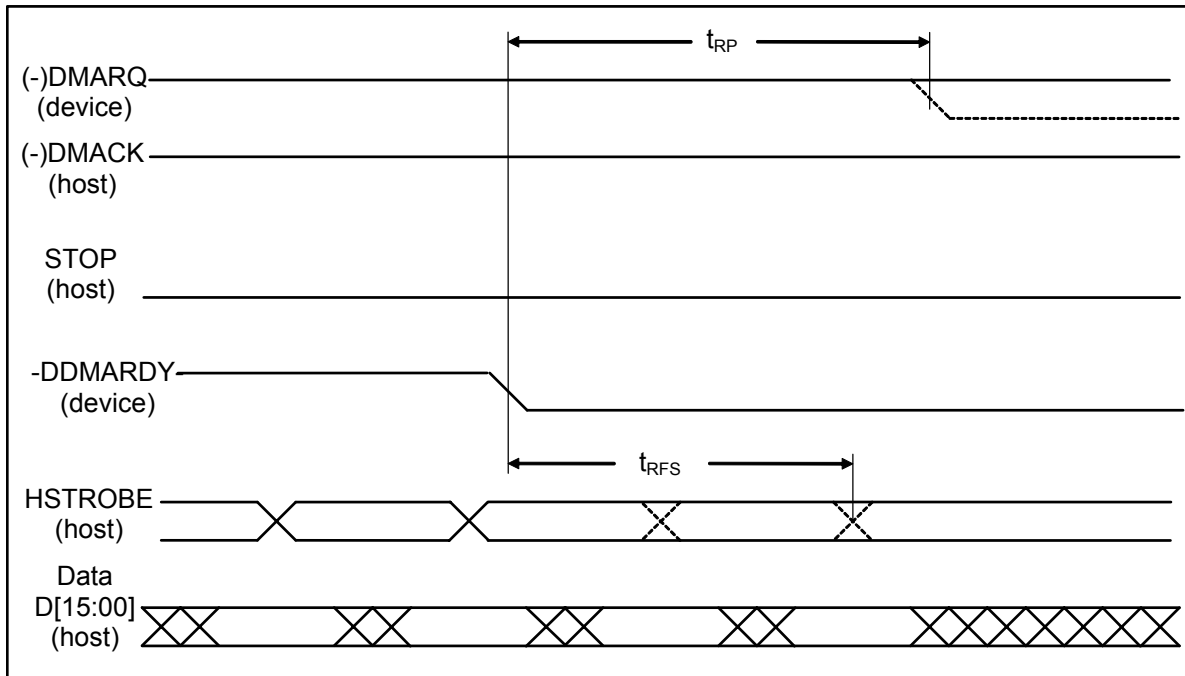 tRP
(-)DMARQ
(device)
(-)DMACK
(host)
STOP
(host)
-DDMARDY
(device)
tRFS
HSTROBE
(host)
Data
D[15:00]
(host)